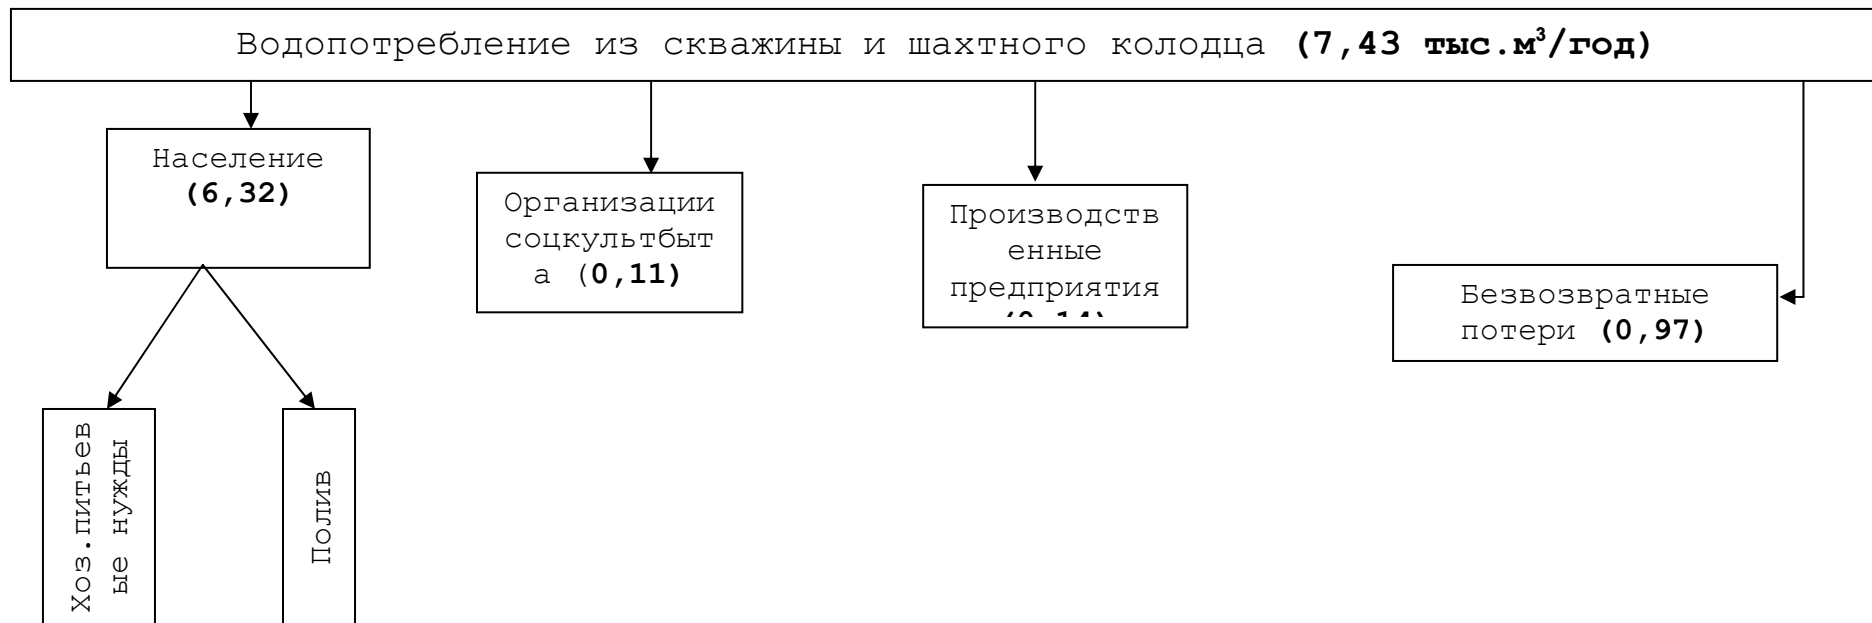 Водопотребление из скважины и шахтного колодца (7,43 тыс.м³/год)
Население
(6,32)
Организации
соцкультбыт
а (0,11)
Производств
енные
предприятия
Безвозвратные
потери (0,97)
Хоз.питьев
ые нужды
Полив